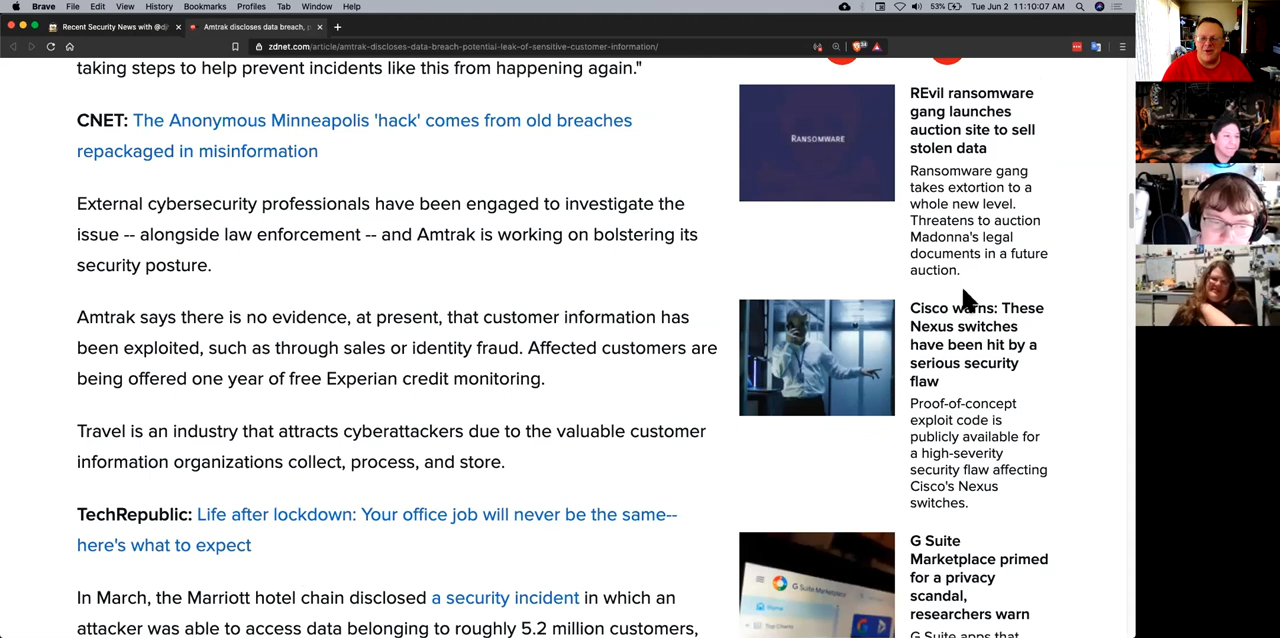 Brave File Edit View History Bookmarks Profiles Tab Window Help 53% Tue Jun 2 11:10:07 AM
Recent Security News with @dj
Amtrak discloses data breach, p
zdnet.com/article/amtrak-discloses-data-breach-potential-leak-of-sensitive-customer-information/
taking steps to help prevent incidents like this from happening again."
CNET: The Anonymous Minneapolis 'hack' comes from old breaches
repackaged in misinformation
External cybersecurity professionals have been engaged to investigate the
issue -- alongside law enforcement -- and Amtrak is working on bolstering its
security posture.
Amtrak says there is no evidence, at present, that customer information has
been exploited, such as through sales or identity fraud. Affected customers are
being offered one year of free Experian credit monitoring.
Travel is an industry that attracts cyberattackers due to the valuable customer
information organizations collect, process, and store.
TechRepublic: Life after lockdown: Your office job will never be the same--
here's what to expect
In March, the Marriott hotel chain disclosed a security incident in which an
attacker was able to access data belonging to roughly 5.2 million customers,
RANSOMWARE
REvil ransomware
gang launches
auction site to sell
stolen data
Ransomware gang
takes extortion to a
whole new level.
Threatens to auction
Madonna's legal
documents in a future
auction.
Cisco warns: These
Nexus switches
have been hit by a
serious security
flaw
Proof-of-concept
exploit code is
publicly available for
a high-severity
security flaw affecting
Cisco's Nexus
switches.
G Suite Marketplace
Home
Top Charts
G Suite
Marketplace primed
for a privacy
scandal,
researchers warn
G Suite apps that